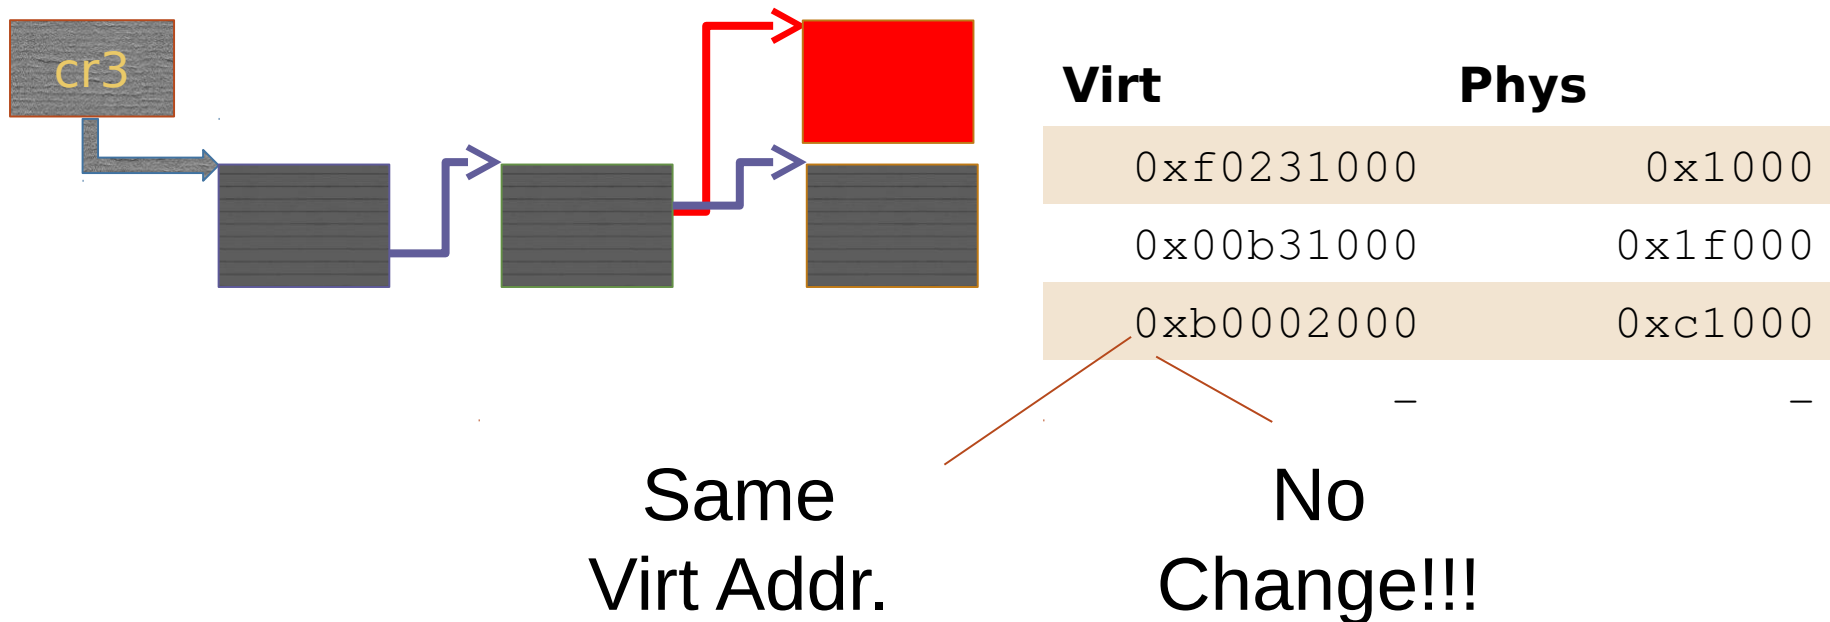 cr3
Virt Phys
0xf0231000 0x1000
0x00b31000 0x1f000
0xb0002000 0xc1000
- -
Same
Virt Addr.
No
Change!!!